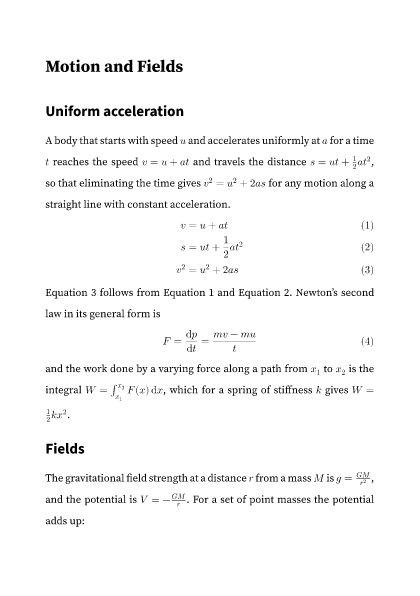 Motion and Fields
Uniform acceleration
A body that starts with speed u and accelerates uniformly at a for a time
t reaches the speed v = u + at and travels the distance s = ut + ½at²,
so that eliminating the time gives v² = u² + 2as for any motion along a
straight line with constant acceleration.
v = u + at (1)
s = ut + 1/2 at² (2)
v² = u² + 2as (3)
Equation 3 follows from Equation 1 and Equation 2. Newton's second
law in its general form is
F = dp/dt = (mv − mu)/t (4)
and the work done by a varying force along a path from x₁ to x₂ is the
integral W = ∫_{x₁}^{x₂} F(x) dx, which for a spring of stiffness k gives W =
½kx².
Fields
The gravitational field strength at a distance r from a mass M is g = GM/r²,
and the potential is V = −GM/r. For a set of point masses the potential
adds up: